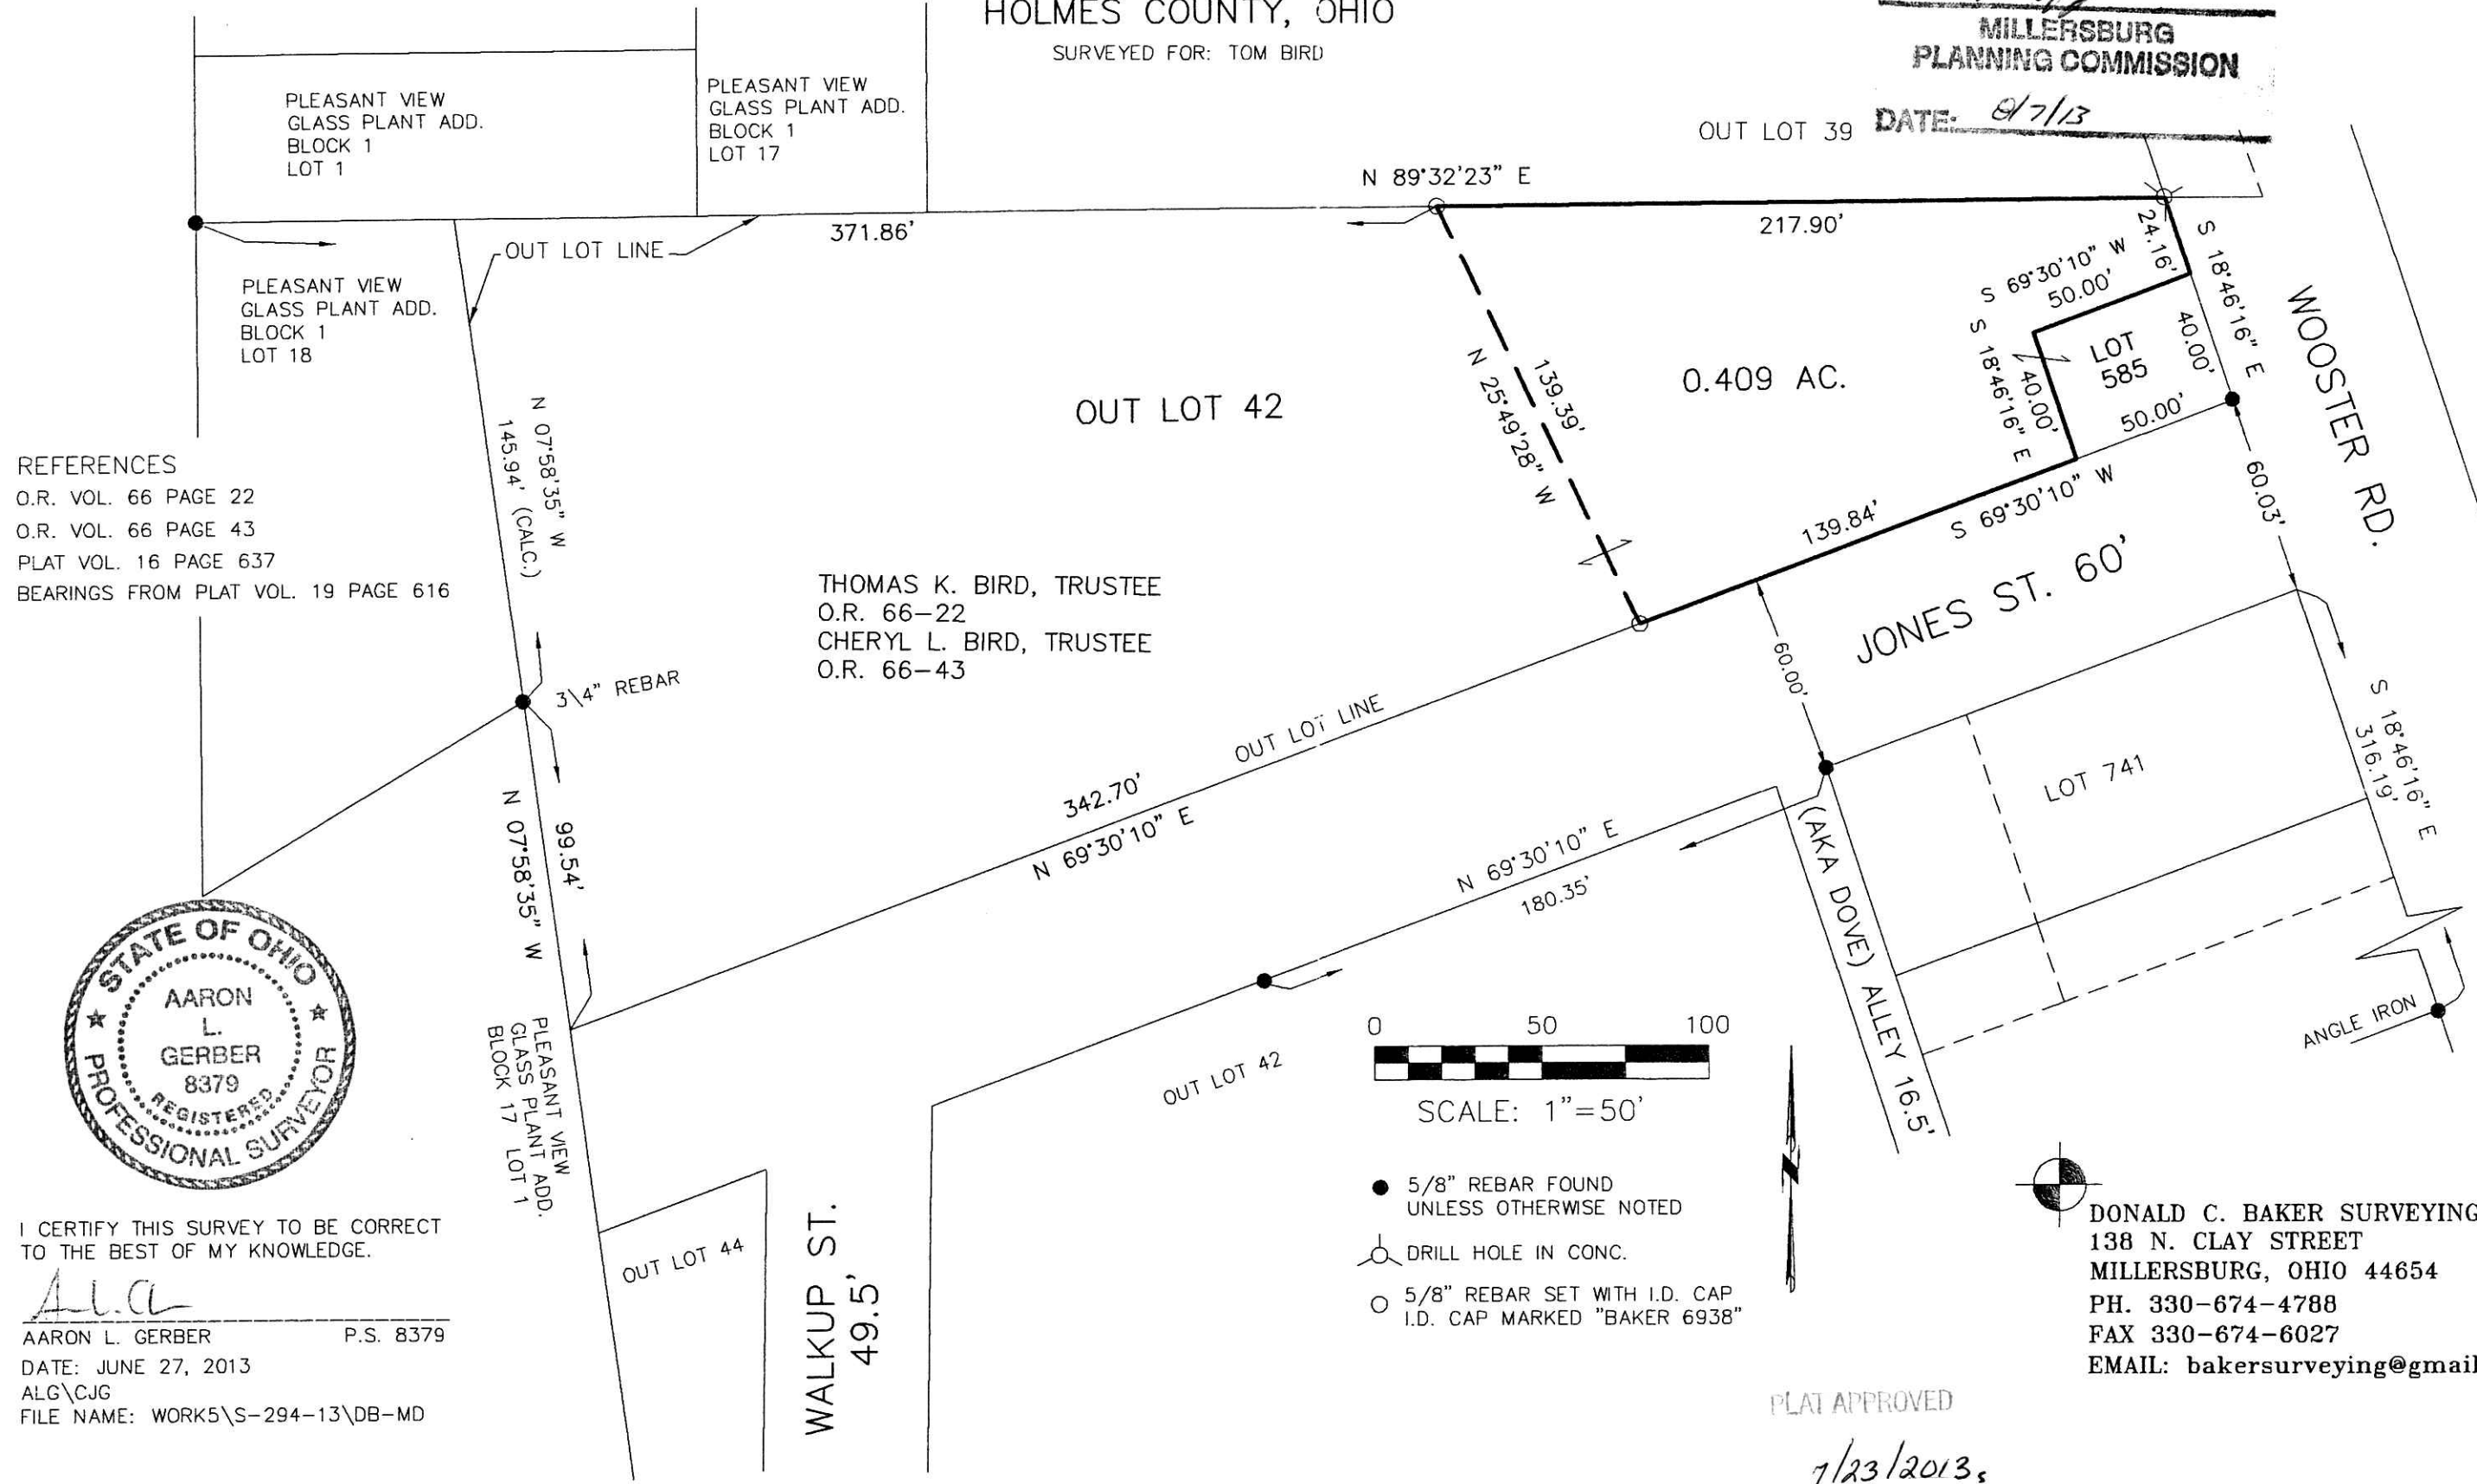 HOLMES COUNTY, OHIO
SURVEYED FOR: TOM BIRD
MILLERSBURG
PLANNING COMMISSION
DATE: 8/7/13
PLEASANT VIEW
GLASS PLANT ADD.
BLOCK 1
LOT 1
PLEASANT VIEW
GLASS PLANT ADD.
BLOCK 1
LOT 17
OUT LOT 39
N 89°32'23" E
217.90'
371.86'
OUT LOT LINE
PLEASANT VIEW
GLASS PLANT ADD.
BLOCK 1
LOT 18
24.16'
S 18°46'16" E
S 69°30'10" W
50.00'
S 18°46'16" E
40.00'
LOT
585
40.00'
50.00'
WOOSTER RD.
0.409 AC.
OUT LOT 42
139.39'
N 25°49'28" W
N 07°58'35" W
145.94' (CALC.)
139.84'
S 69°30'10" W
60.03'
REFERENCES
O.R. VOL. 66 PAGE 22
O.R. VOL. 66 PAGE 43
PLAT VOL. 16 PAGE 637
BEARINGS FROM PLAT VOL. 19 PAGE 616
THOMAS K. BIRD, TRUSTEE
O.R. 66-22
CHERYL L. BIRD, TRUSTEE
O.R. 66-43
JONES ST. 60'
60.00'
3\4" REBAR
OUT LOT LINE
342.70'
N 69°30'10" E
N 69°30'10" E
180.35'
LOT 741
S 18°46'16" E
316.19'
(AKA DOVE) ALLEY 16.5'
ANGLE IRON
99.54'
N 07°58'35" W
PLEASANT VIEW
GLASS PLANT ADD.
BLOCK 17 LOT 1
OUT LOT 42
OUT LOT 44
WALKUP ST.
49.5'
STATE OF OHIO
AARON
L.
GERBER
8379
REGISTERED
PROFESSIONAL SURVEYOR
I CERTIFY THIS SURVEY TO BE CORRECT
TO THE BEST OF MY KNOWLEDGE.
AARON L. GERBER P.S. 8379
DATE: JUNE 27, 2013
ALG\CJG
FILE NAME: WORK5\S-294-13\DB-MD
0 50 100
SCALE: 1"=50'
5/8" REBAR FOUND
UNLESS OTHERWISE NOTED
DRILL HOLE IN CONC.
5/8" REBAR SET WITH I.D. CAP
I.D. CAP MARKED "BAKER 6938"
N
DONALD C. BAKER SURVEYING
138 N. CLAY STREET
MILLERSBURG, OHIO 44654
PH. 330-674-4788
FAX 330-674-6027
EMAIL: bakersurveying@gmail
PLAT APPROVED
7/23/2013